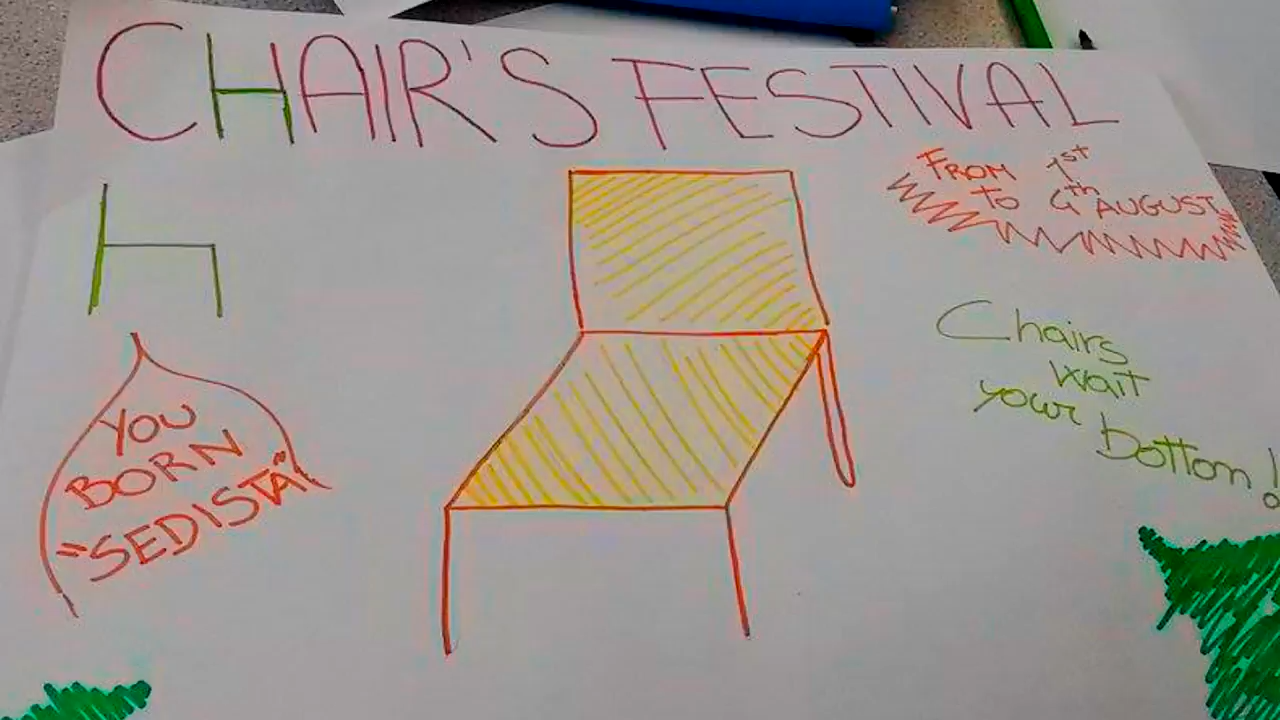 CHAIR'S FESTIVAL
FROM 1st
TO 4th AUGUST
Chairs
wait
your
bottom!
YOU
BORN
"SEDISTA"